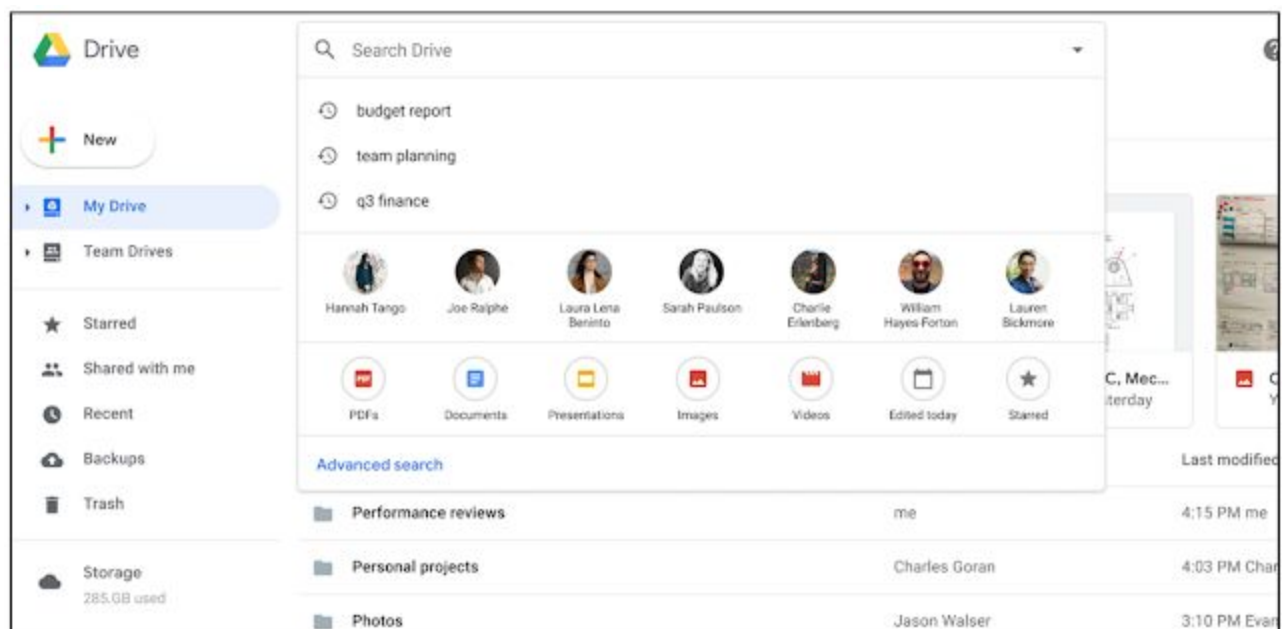 Drive
Search Drive
New
My Drive
Team Drives
Starred
Shared with me
Recent
Backups
Trash
Storage
285.GB used
budget report
team planning
q3 finance
Hannah Tango
Joe Ralphe
Laura Lena
Beninto
Sarah Paulson
Charlie
Erlenberg
William
Hayes-Forton
Lauren
Bickmore
PDF
PDFs
Documents
Presentations
Images
Videos
Edited today
Starred
Advanced search
C, Mec...
terday
C
Y
Last modified
Performance reviews
me
4:15 PM me
Personal projects
Charles Goran
4:03 PM Char
Photos
Jason Walser
3:10 PM Evan